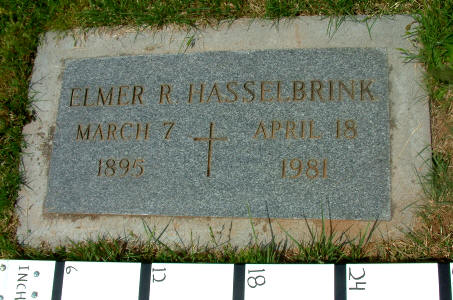 ELMER R HASSELBRINK
MARCH 7 APRIL 18
1895 1981
INCH 6 12 18 24